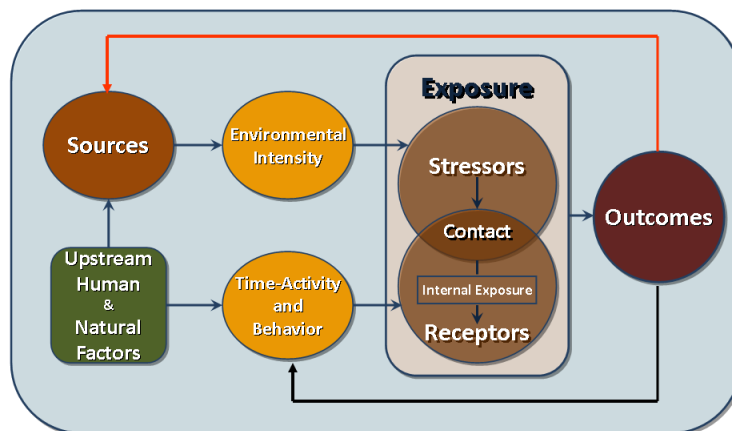 Exposure
Sources
Environmental
Intensity
Stressors
Contact
Outcomes
Upstream
Human
&
Natural
Factors
Time-Activity
and
Behavior
Internal Exposure
Receptors